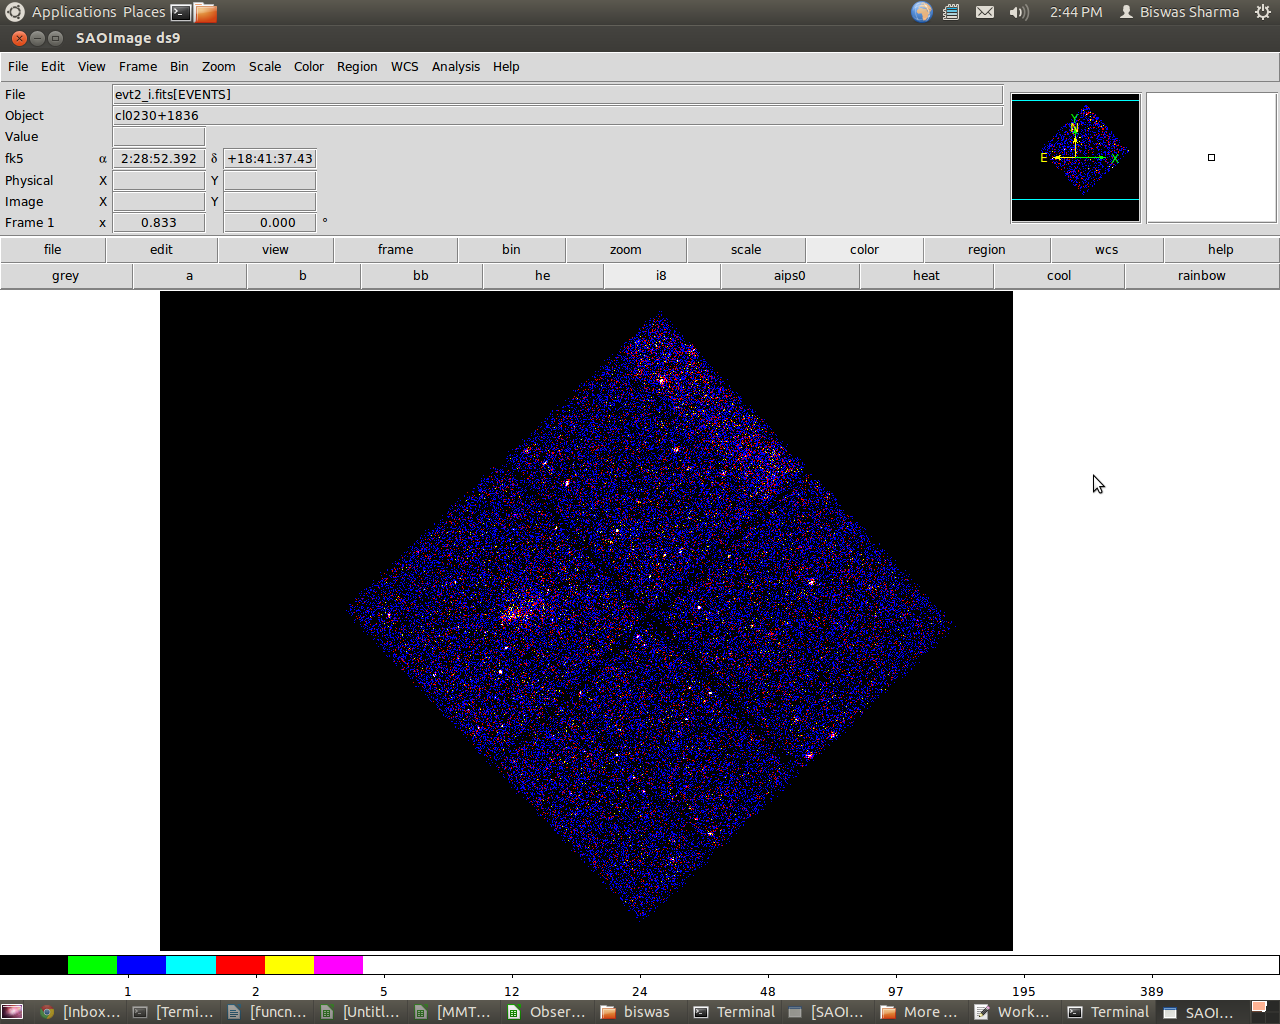 Applications Places 2:44 PM Biswas Sharma
SAOImage ds9
File Edit View Frame Bin Zoom Scale Color Region WCS Analysis Help
File evt2_i.fits[EVENTS]
Object cl0230+1836
Value
fk5 α 2:28:52.392 δ +18:41:37.43
Physical X Y
Image X Y
Frame 1 x 0.833 0.000 °
Y
N
E X
file edit view frame bin zoom scale color region wcs help
grey a b bb he i8 aips0 heat cool rainbow
1 2 5 12 24 48 97 195 389
[Inbox... [Termi... [funcn... [Untitl... [MMT... Obser... biswas Terminal [SAOI... More ... Work... Terminal SAOI...